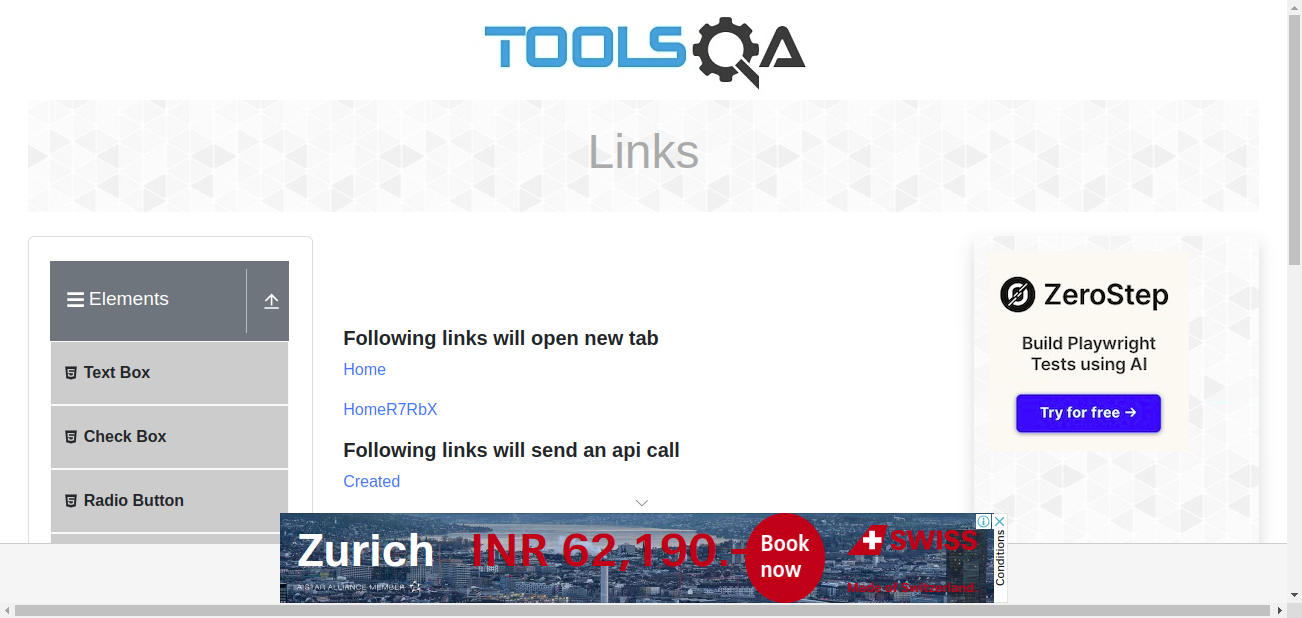 TOOLSQA
Links
Elements
Text Box
Check Box
Radio Button
Following links will open new tab
Home
HomeR7RbX
Following links will send an api call
Created
ZeroStep
Build Playwright
Tests using AI
Try for free →
Zurich
A STAR ALLIANCE MEMBER
INR 62,190.-
Book
now
SWISS
Made of Switzerland.
Conditions